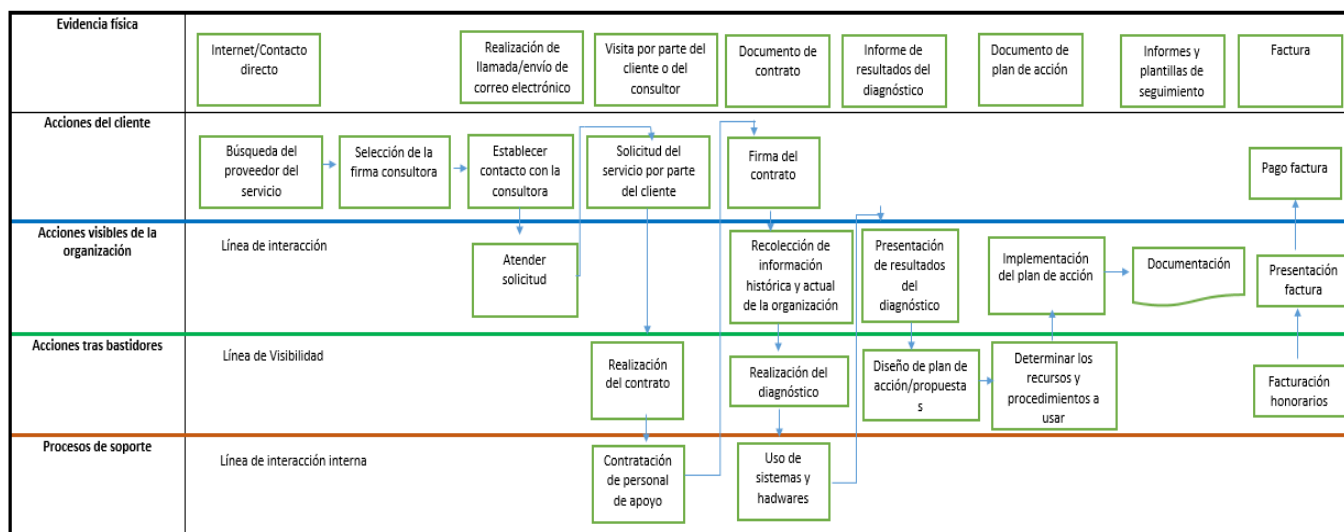 Evidencia física
Internet/Contacto
directo
Realización de
llamada/envío de
correo electrónico
Visita por parte del
cliente o del
consultor
Documento de
contrato
Informe de
resultados del
diagnóstico
Documento de
plan de acción
Informes y
plantillas de
seguimiento
Factura
Acciones del cliente
Búsqueda del
proveedor del
servicio
Selección de la
firma consultora
Establecer
contacto con la
consultora
Solicitud del
servicio por parte
del cliente
Firma del
contrato
Pago factura
Acciones visibles de la
organización
Línea de interacción
Atender
solicitud
Recolección de
información
histórica y actual
de la organización
Presentación
de resultados
del
diagnóstico
Implementación
del plan de acción
Documentación
Presentación
factura
Acciones tras bastidores
Línea de Visibilidad
Realización
del contrato
Realización del
diagnóstico
Diseño de plan de
acción/propuesta
s
Determinar los
recursos y
procedimientos a
usar
Facturación
honorarios
Procesos de soporte
Línea de interacción interna
Contratación
de personal
de apoyo
Uso de
sistemas y
hadwares